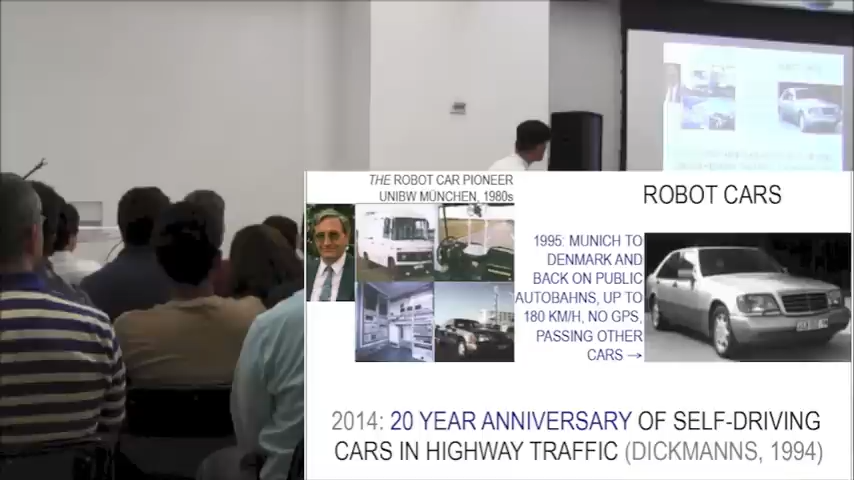 THE ROBOT CAR PIONEER
UNIBW MÜNCHEN, 1980s
ROBOT CARS
1995: MUNICH TO
DENMARK AND
BACK ON PUBLIC
AUTOBAHNS, UP TO
180 KM/H, NO GPS,
PASSING OTHER
CARS →
2014: 20 YEAR ANNIVERSARY OF SELF-DRIVING
CARS IN HIGHWAY TRAFFIC (DICKMANNS, 1994)